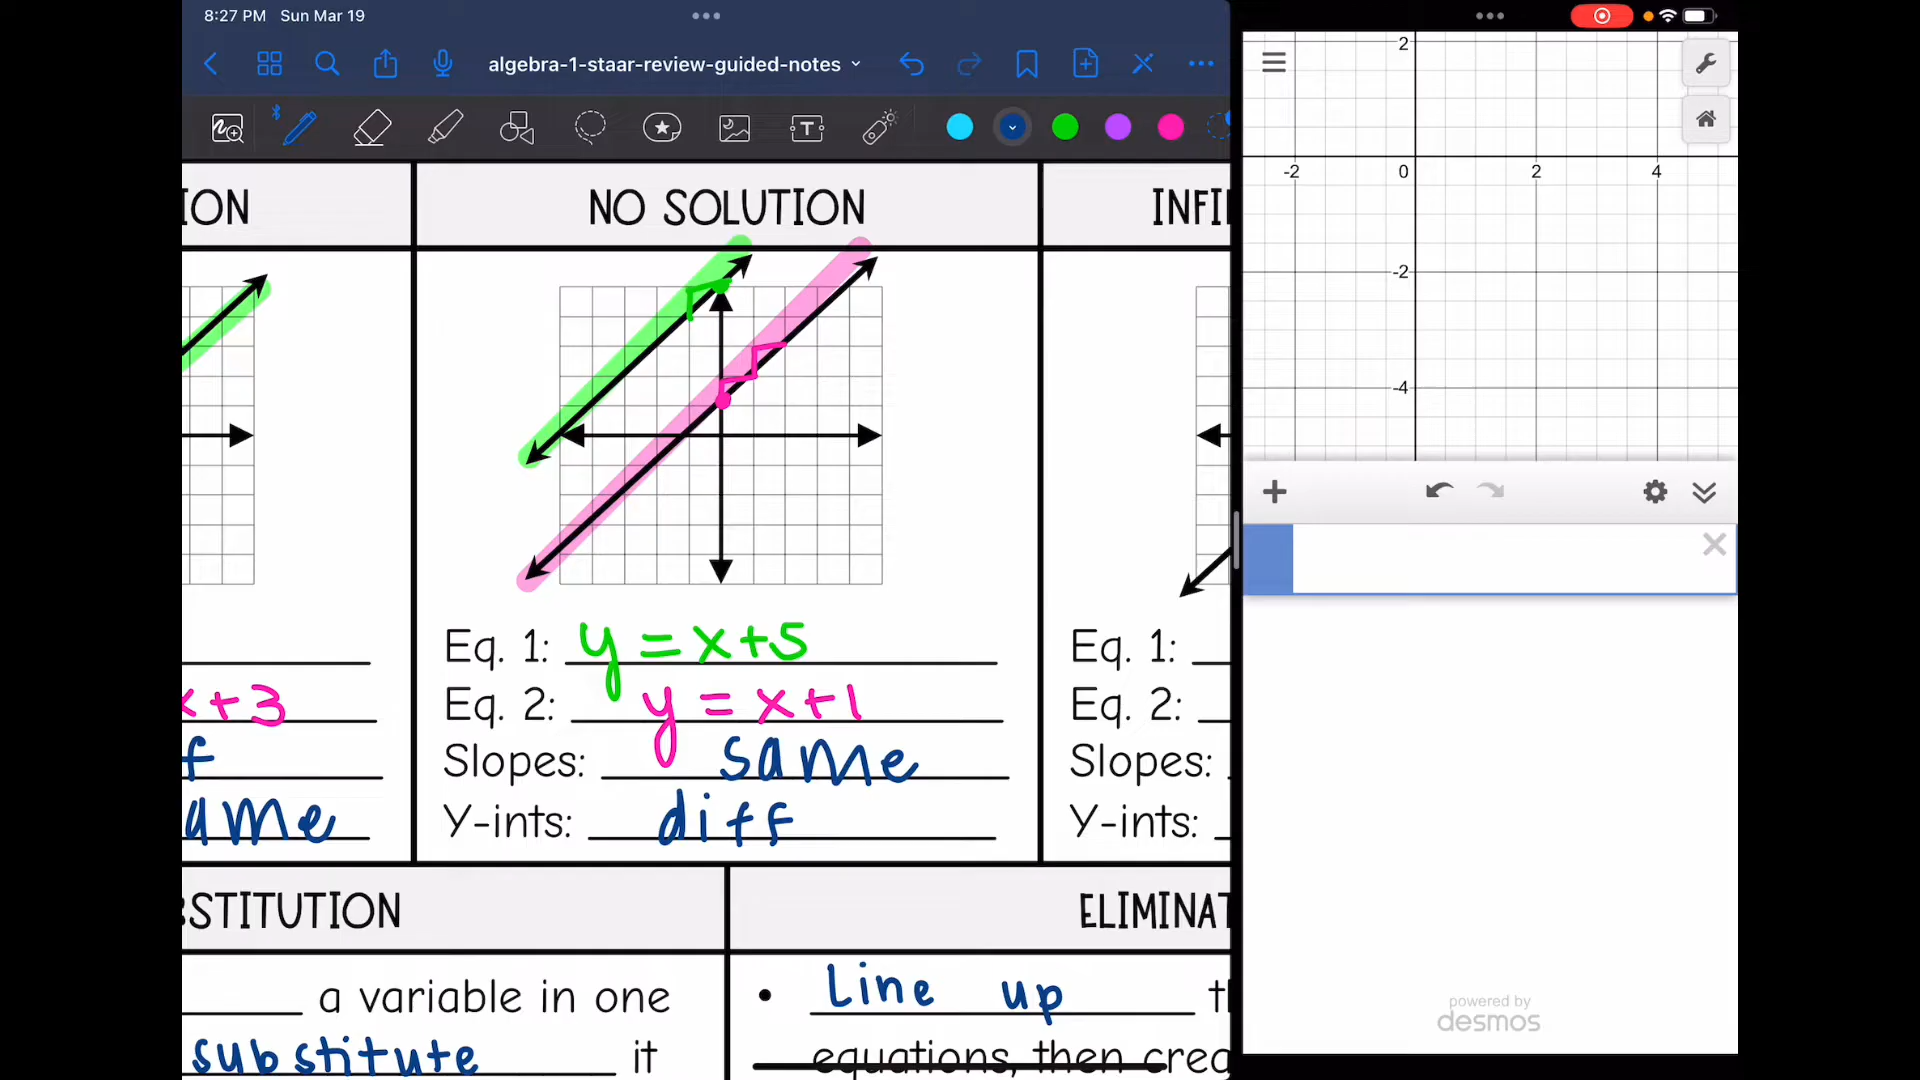 8:27 PM Sun Mar 19
algebra-1-staar-review-guided-notes
T
ION
NO SOLUTION
INFI
Eq. 1: y = x+5
Eq. 2: y = x+1
Slopes: same
Y-ints: diff
x+3
f
ame
Eq. 1:
Eq. 2:
Slopes:
Y-ints:
STITUTION
a variable in one
substitute it
ELIMINAT
• Line up t
equations, then crea
2
-2 0 2 4
-2
-4
powered by
desmos